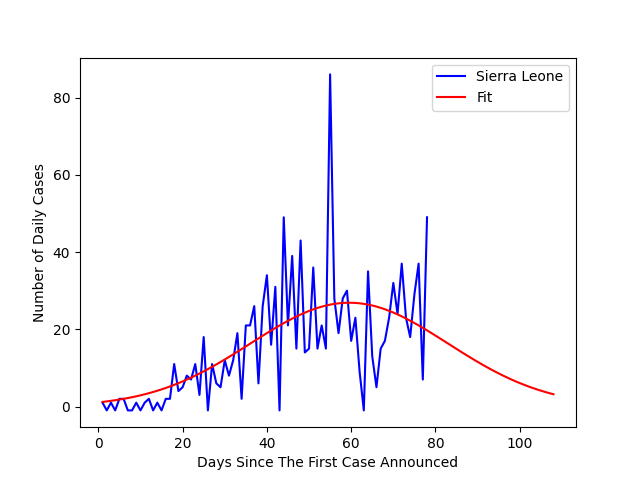 Sierra Leone
Fit
80
60
40
20
0
Number of Daily Cases
0 20 40 60 80 100
Days Since The First Case Announced